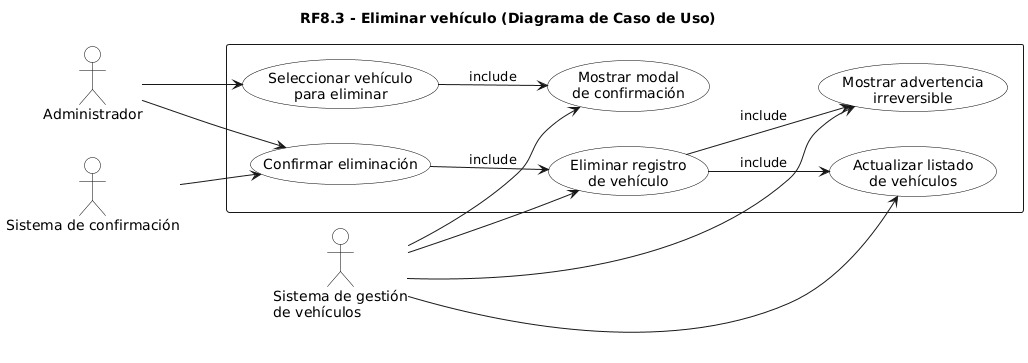 RF8.3 - Eliminar vehículo (Diagrama de Caso de Uso)
Administrador
Sistema de confirmación
Seleccionar vehículo
para eliminar
include
Mostrar modal
de confirmación
Mostrar advertencia
irreversible
include
Confirmar eliminación
include
Eliminar registro
de vehículo
include
Actualizar listado
de vehículos
Sistema de gestión
de vehículos